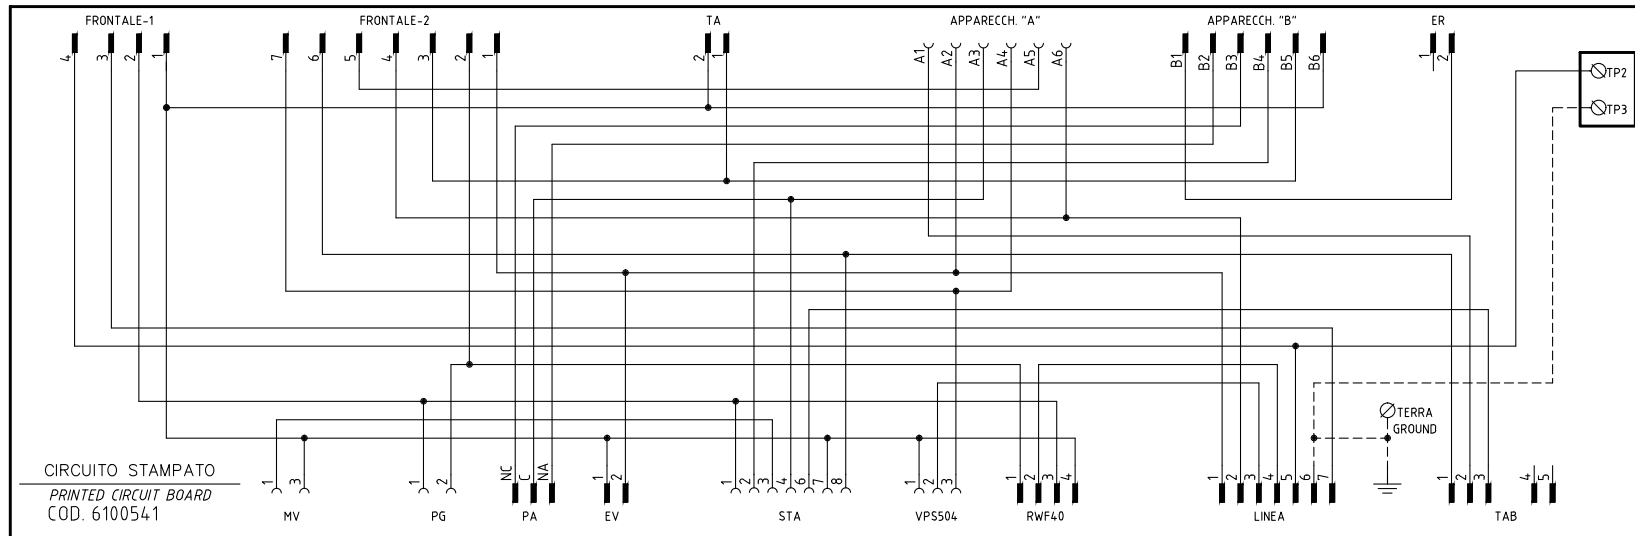 FRONTALE-1 FRONTALE-2 TA APPARECCH. "A" APPARECCH. "B" ER
4 3 2 1 7 6 5 4 3 2 1 2 1 A1 A2 A3 A4 A5 A6 B1 B2 B3 B4 B5 B6 1 2
TP2
TP3
TERRA
GROUND
CIRCUITO STAMPATO
PRINTED CIRCUIT BOARD
COD. 6100541
1 3 1 2 NC C NA 1 2 1 2 3 4 6 7 8 1 2 3 1 2 3 4 1 2 3 4 5 6 7 1 2 3 4 5
MV PG PA EV STA VPS504 RWF40 LINEA TAB